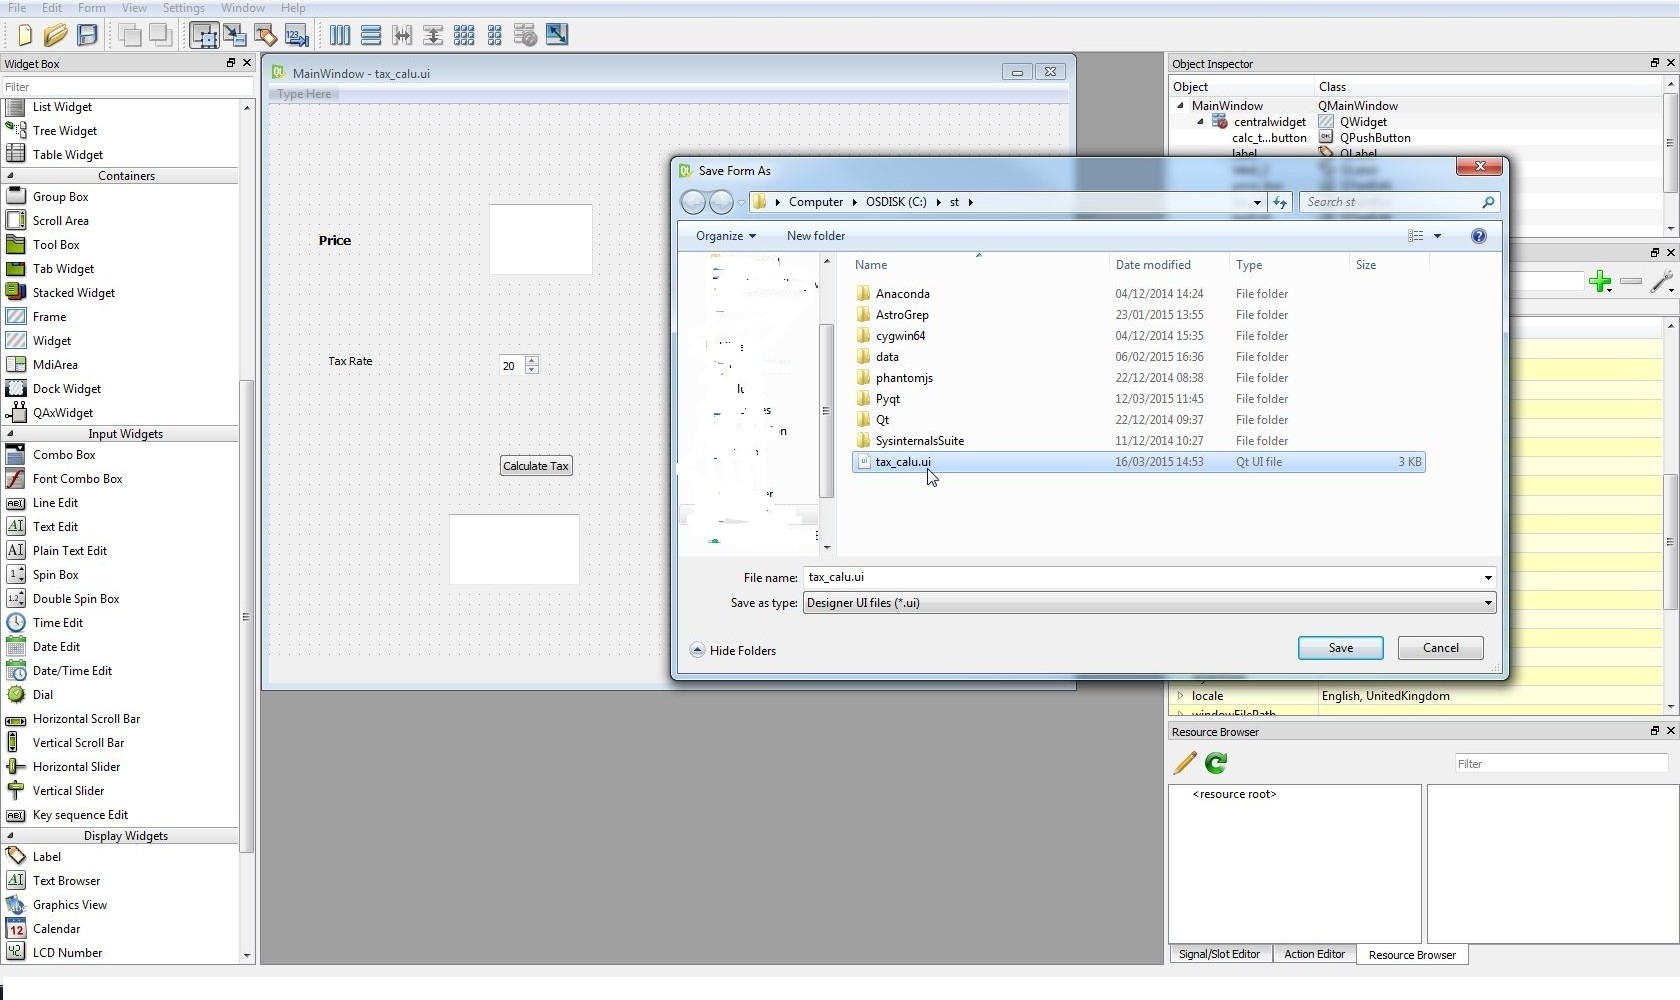 File Edit Form View Settings Window Help
Widget Box
Filter
List Widget
Tree Widget
Table Widget
Containers
Group Box
Scroll Area
Tool Box
Tab Widget
Stacked Widget
Frame
Widget
MdiArea
Dock Widget
QAxWidget
Input Widgets
Combo Box
Font Combo Box
Line Edit
Text Edit
Plain Text Edit
Spin Box
Double Spin Box
Time Edit
Date Edit
Date/Time Edit
Dial
Horizontal Scroll Bar
Vertical Scroll Bar
Horizontal Slider
Vertical Slider
Key sequence Edit
Display Widgets
Label
Text Browser
Graphics View
Calendar
LCD Number
MainWindow - tax_calu.ui
Type Here
Price
Tax Rate
20
Calculate Tax
Save Form As
Computer OSDISK (C:) st
Search st
Organize New folder
Name Date modified Type Size
Anaconda 04/12/2014 14:24 File folder
AstroGrep 23/01/2015 13:55 File folder
cygwin64 04/12/2014 15:35 File folder
data 06/02/2015 16:36 File folder
phantomjs 22/12/2014 08:38 File folder
Pyqt 12/03/2015 11:45 File folder
Qt 22/12/2014 09:37 File folder
SysinternalsSuite 11/12/2014 10:27 File folder
tax_calu.ui 16/03/2015 14:53 Qt UI file 3 KB
File name: tax_calu.ui
Save as type: Designer UI files (*.ui)
Hide Folders
Save Cancel
Object Inspector
Object Class
MainWindow QMainWindow
centralwidget QWidget
calc_t...button QPushButton
label QLabel
locale English, UnitedKingdom
windowFilePath
Resource Browser
Filter
<resource root>
Signal/Slot Editor Action Editor Resource Browser